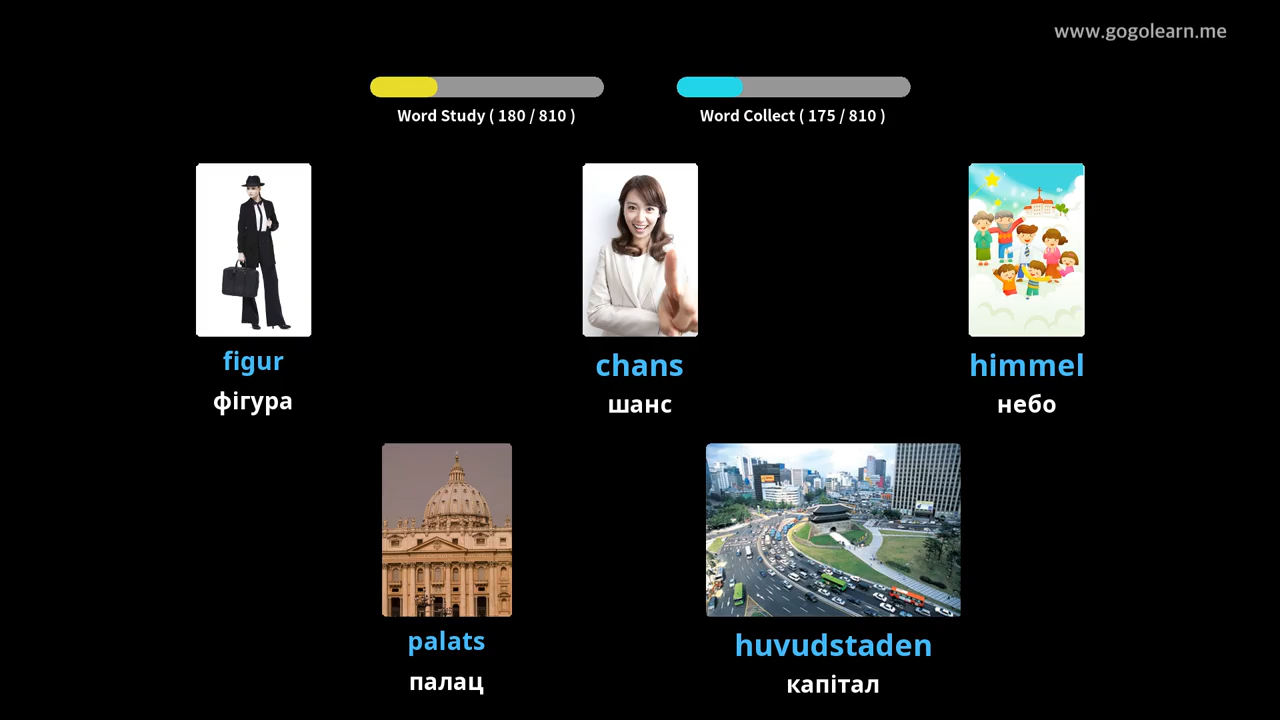 www.gogolearn.me
Word Study ( 180 / 810 )
Word Collect ( 175 / 810 )
figur
фігура
chans
шанс
himmel
небо
palats
палац
huvudstaden
капітал